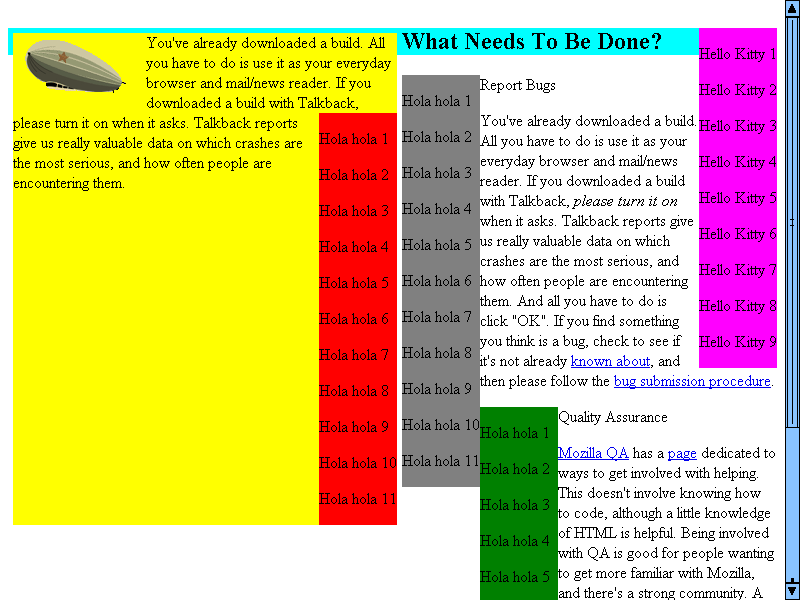 You've already downloaded a build. All
you have to do is use it as your everyday
browser and mail/news reader. If you
downloaded a build with Talkback,
please turn it on when it asks. Talkback reports
give us really valuable data on which crashes are
the most serious, and how often people are
encountering them.
Hola hola 1
Hola hola 2
Hola hola 3
Hola hola 4
Hola hola 5
Hola hola 6
Hola hola 7
Hola hola 8
Hola hola 9
Hola hola 10
Hola hola 11
What Needs To Be Done?
Hola hola 1
Hola hola 2
Hola hola 3
Hola hola 4
Hola hola 5
Hola hola 6
Hola hola 7
Hola hola 8
Hola hola 9
Hola hola 10
Hola hola 11
Hello Kitty 1
Hello Kitty 2
Hello Kitty 3
Hello Kitty 4
Hello Kitty 5
Hello Kitty 6
Hello Kitty 7
Hello Kitty 8
Hello Kitty 9
Report Bugs
You've already downloaded a build.
All you have to do is use it as your
everyday browser and mail/news
reader. If you downloaded a build
with Talkback, please turn it on
when it asks. Talkback reports give
us really valuable data on which
crashes are the most serious, and
how often people are encountering
them. And all you have to do is
click "OK". If you find something
you think is a bug, check to see if
it's not already known about, and
then please follow the bug submission procedure.
Hola hola 1
Hola hola 2
Hola hola 3
Hola hola 4
Hola hola 5
Quality Assurance
Mozilla QA has a page dedicated to
ways to get involved with helping.
This doesn't involve knowing how
to code, although a little knowledge
of HTML is helpful. Being involved
with QA is good for people wanting
to get more familiar with Mozilla,
and there's a strong community. A